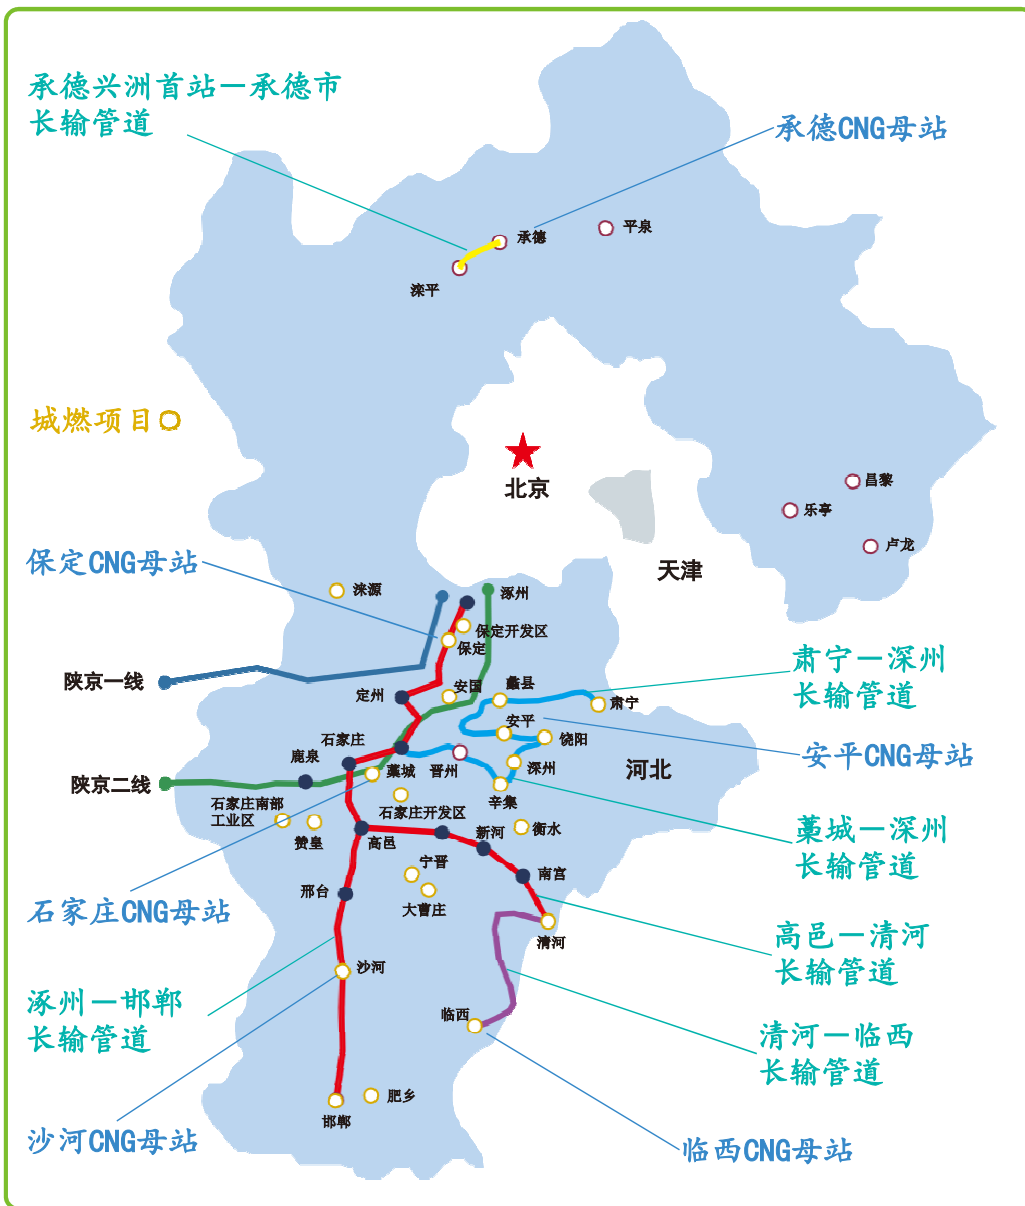 承德兴洲首站—承德市
长输管道
承德CNG母站
承德
平泉
滦平
城燃项目
北京
昌黎
乐亭
卢龙
天津
保定CNG母站
涞源
涿州
保定开发区
保定
陕京一线
定州
安国
蠡县
肃宁
肃宁—深州
长输管道
安平
饶阳
安平CNG母站
石家庄
鹿泉
藁城
晋州
深州
河北
陕京二线
辛集
石家庄南部
工业区
石家庄开发区
赞皇
高邑
新河
衡水
藁城—深州
长输管道
宁晋
南宫
邢台
大曹庄
石家庄CNG母站
清河
高邑—清河
长输管道
沙河
涿州—邯郸
长输管道
临西
清河—临西
长输管道
肥乡
邯郸
沙河CNG母站
临西CNG母站